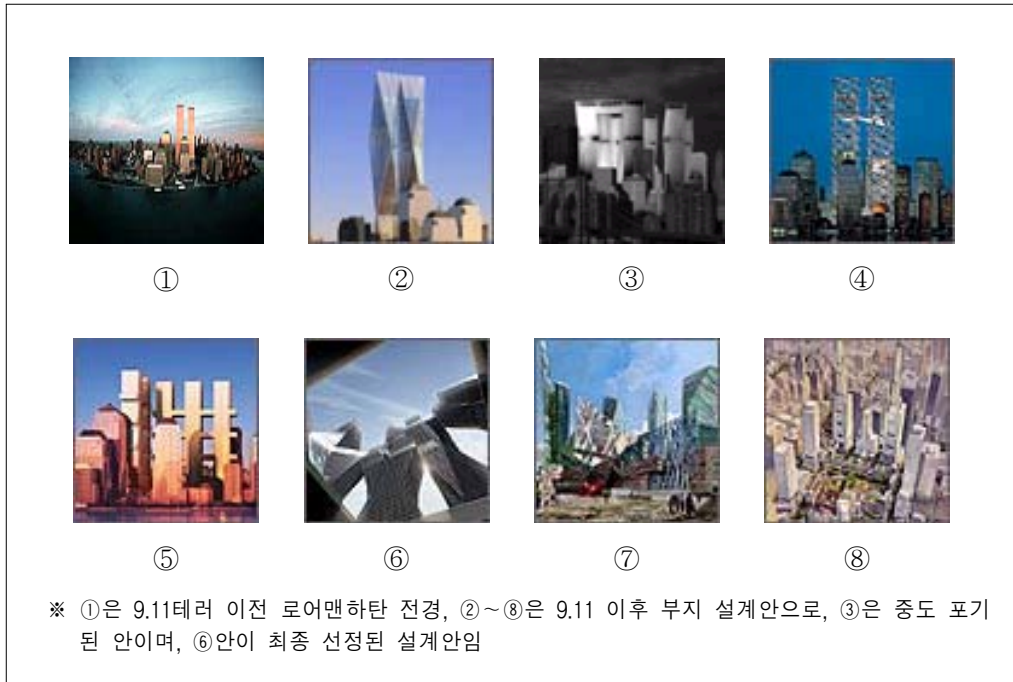 ① ② ③ ④
⑤ ⑥ ⑦ ⑧
※ ①은 9.11테러 이전 로어맨하탄 전경, ②~⑧은 9.11 이후 부지 설계안으로, ③은 중도 포기
된 안이며, ⑥안이 최종 선정된 설계안임